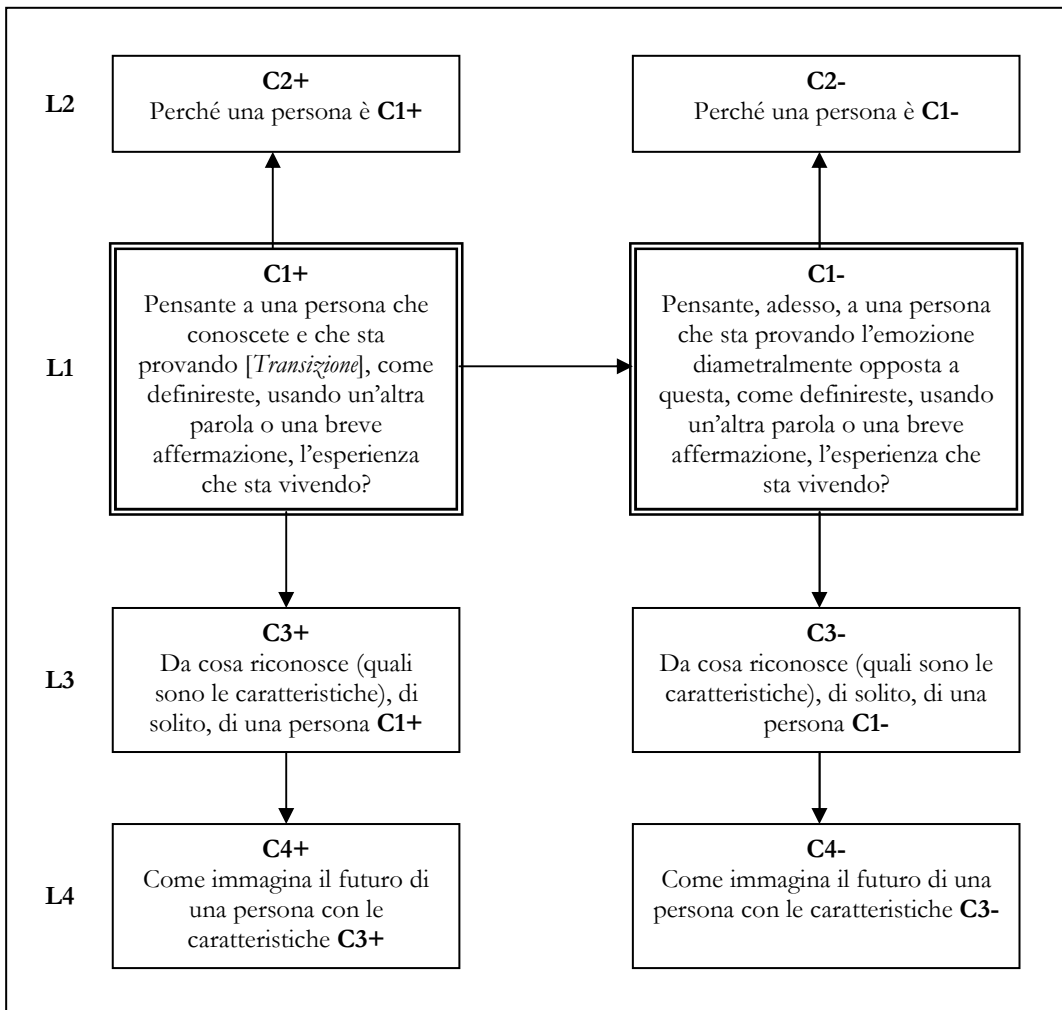 L2
C2+
Perché una persona è C1+
C2-
Perché una persona è C1-
L1
C1+
Pensante a una persona che
conoscete e che sta
provando [Transizione], come
definireste, usando un'altra
parola o una breve
affermazione, l'esperienza
che sta vivendo?
C1-
Pensante, adesso, a una persona
che sta provando l'emozione
diametralmente opposta a
questa, come definireste, usando
un'altra parola o una breve
affermazione, l'esperienza che
sta vivendo?
L3
C3+
Da cosa riconosce (quali
sono le caratteristiche), di
solito, di una persona C1+
C3-
Da cosa riconosce (quali sono le
caratteristiche), di solito, di una
persona C1-
L4
C4+
Come immagina il futuro di
una persona con le
caratteristiche C3+
C4-
Come immagina il futuro di una
persona con le caratteristiche C3-